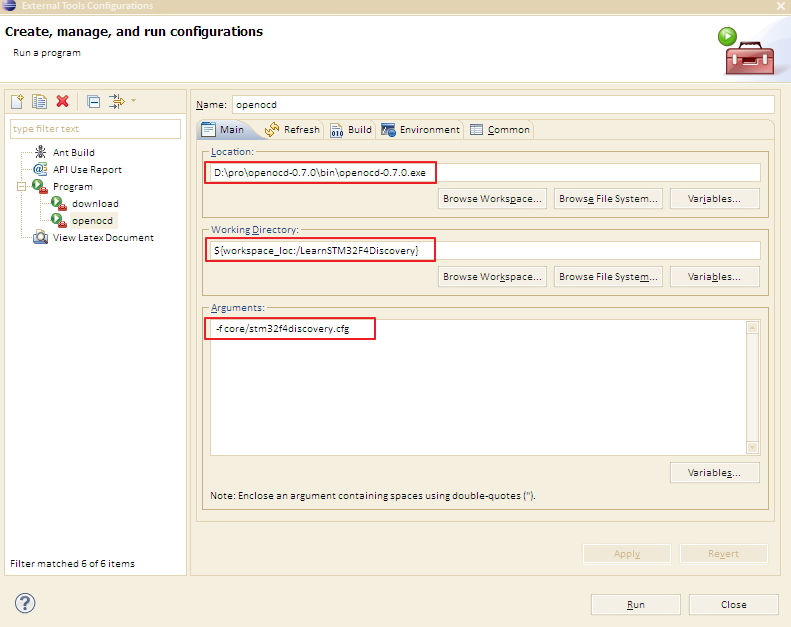 External Tools Configurations
Create, manage, and run configurations
Run a program
type filter text
Ant Build
API Use Report
Program
download
openocd
View Latex Document
Filter matched 6 of 6 items
Name: openocd
Main Refresh Build Environment Common
Location:
D:\pro\openocd-0.7.0\bin\openocd-0.7.0.exe
Browse Workspace... Browse File System... Variables...
Working Directory:
${workspace_loc:/LearnSTM32F4Discovery}
Browse Workspace... Browse File System... Variables...
Arguments:
-f core/stm32f4discovery.cfg
Variables...
Note: Enclose an argument containing spaces using double-quotes (").
Apply Revert
Run Close